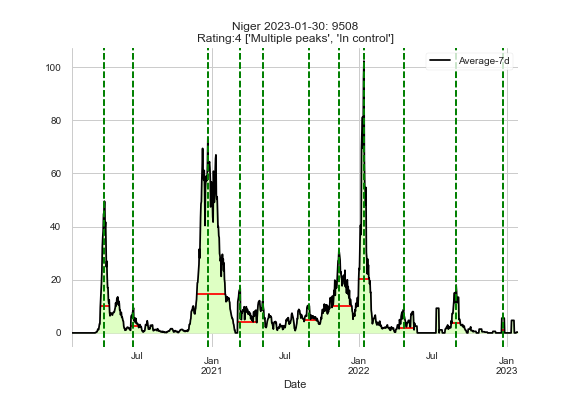 Niger 2023-01-30: 9508
Rating:4 ['Multiple peaks', 'In control']
Average-7d
100
80
60
40
20
0
Jul
Jan
2021
Jul
Jan
2022
Jul
Jan
2023
Date